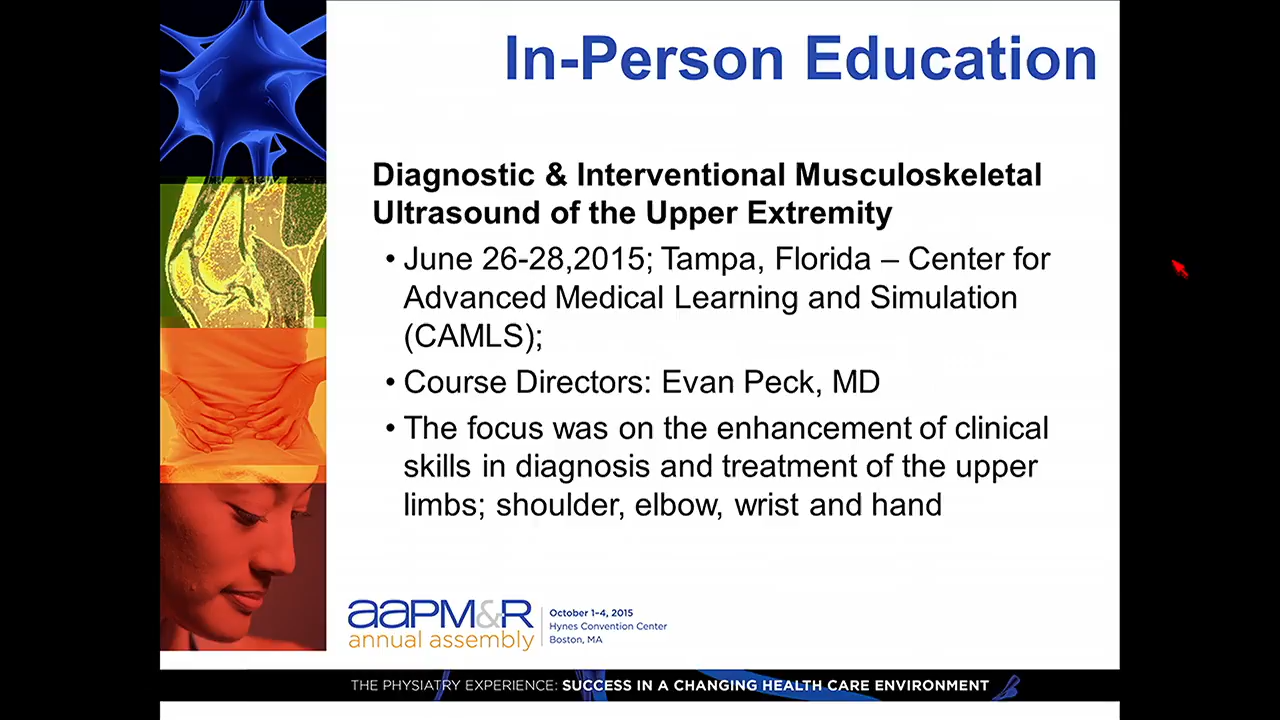 In-Person Education
Diagnostic & Interventional Musculoskeletal
Ultrasound of the Upper Extremity
• June 26-28,2015; Tampa, Florida – Center for
Advanced Medical Learning and Simulation
(CAMLS);
• Course Directors: Evan Peck, MD
• The focus was on the enhancement of clinical
skills in diagnosis and treatment of the upper
limbs; shoulder, elbow, wrist and hand
aaPM&R
annual assembly
October 1–4, 2015
Hynes Convention Center
Boston, MA
THE PHYSIATRY EXPERIENCE: SUCCESS IN A CHANGING HEALTH CARE ENVIRONMENT